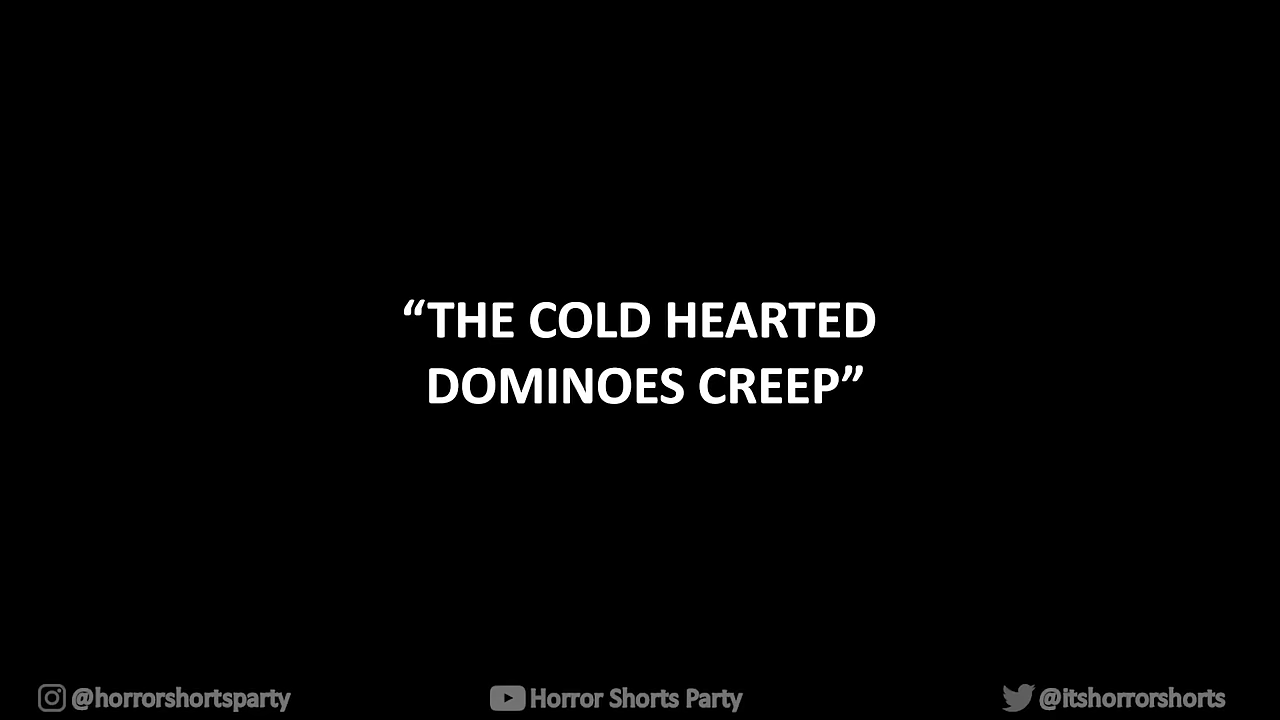 “THE COLD HEARTED
DOMINOES CREEP”
@horrorshortsparty
Horror Shorts Party
@itshorrorshorts